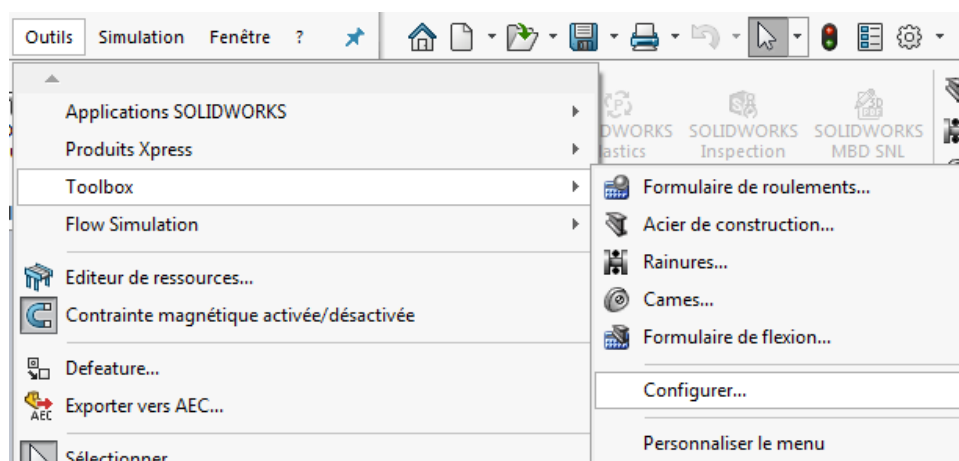 Outils Simulation Fenêtre ?
Applications SOLIDWORKS
Produits Xpress
Toolbox
Flow Simulation
Editeur de ressources...
Contrainte magnétique activée/désactivée
Defeature...
Exporter vers AEC...
AEC
Sélectionner
DWORKS SOLIDWORKS SOLIDWORKS
lastics Inspection MBD SNL
Formulaire de roulements...
Acier de construction...
Rainures...
Cames...
Formulaire de flexion...
Configurer...
Personnaliser le menu